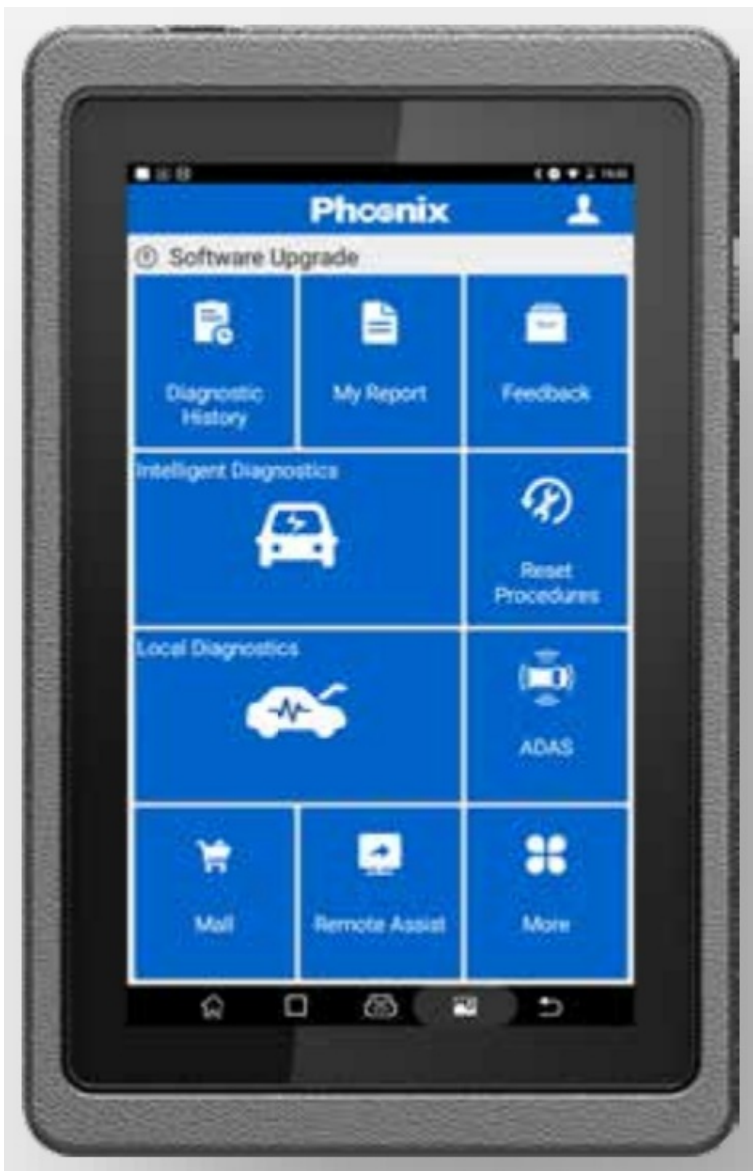 Phoenix
Software Upgrade
Diagnostic
History
My Report
Feedback
Intelligent Diagnostics
Reset
Procedures
Local Diagnostics
ADAS
Mall
Remote Assist
More